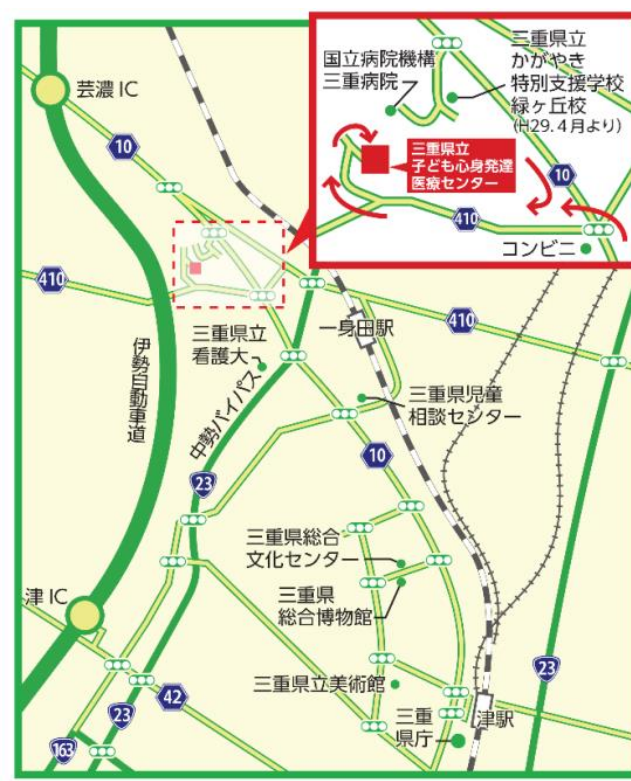 芸濃IC
10
410
伊勢自動車道
三重県立
看護大
中勢バイパス
23
国立病院機構
三重病院
三重県立
かがやき
特別支援学校
緑ヶ丘校
(H29.4月より)
三重県立
子ども心身発達
医療センター
10
410
コンビニ
一身田駅
410
三重県児童
相談センター
10
三重県総合
文化センター
三重県
総合博物館
津IC
三重県立美術館
42
23
163
三重
県庁
津駅
23